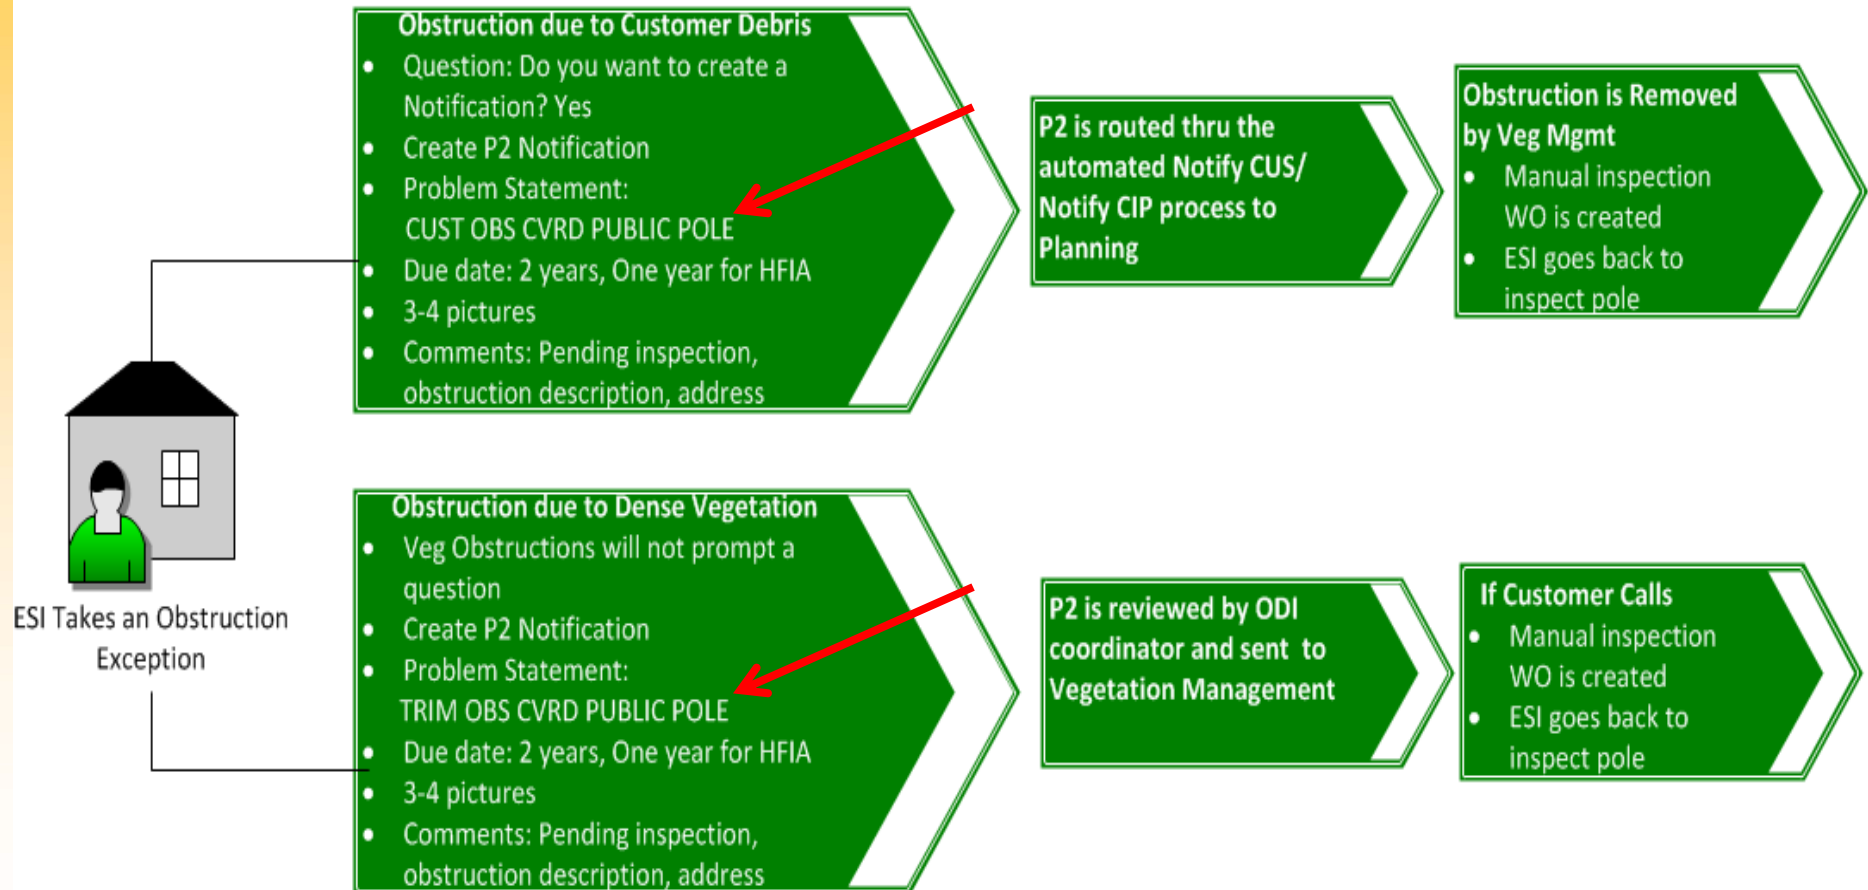 Obstruction due to Customer Debris
• Question: Do you want to create a
Notification? Yes
• Create P2 Notification
• Problem Statement:
CUST OBS CVRD PUBLIC POLE
• Due date: 2 years, One year for HFIA
• 3-4 pictures
• Comments: Pending inspection,
obstruction description, address
P2 is routed thru the
automated Notify CUS/
Notify CIP process to
Planning
Obstruction is Removed
by Veg Mgmt
• Manual inspection
WO is created
• ESI goes back to
inspect pole
ESI Takes an Obstruction
Exception
Obstruction due to Dense Vegetation
• Veg Obstructions will not prompt a
question
• Create P2 Notification
• Problem Statement:
TRIM OBS CVRD PUBLIC POLE
• Due date: 2 years, One year for HFIA
• 3-4 pictures
• Comments: Pending inspection,
obstruction description, address
P2 is reviewed by ODI
coordinator and sent to
Vegetation Management
If Customer Calls
• Manual inspection
WO is created
• ESI goes back to
inspect pole